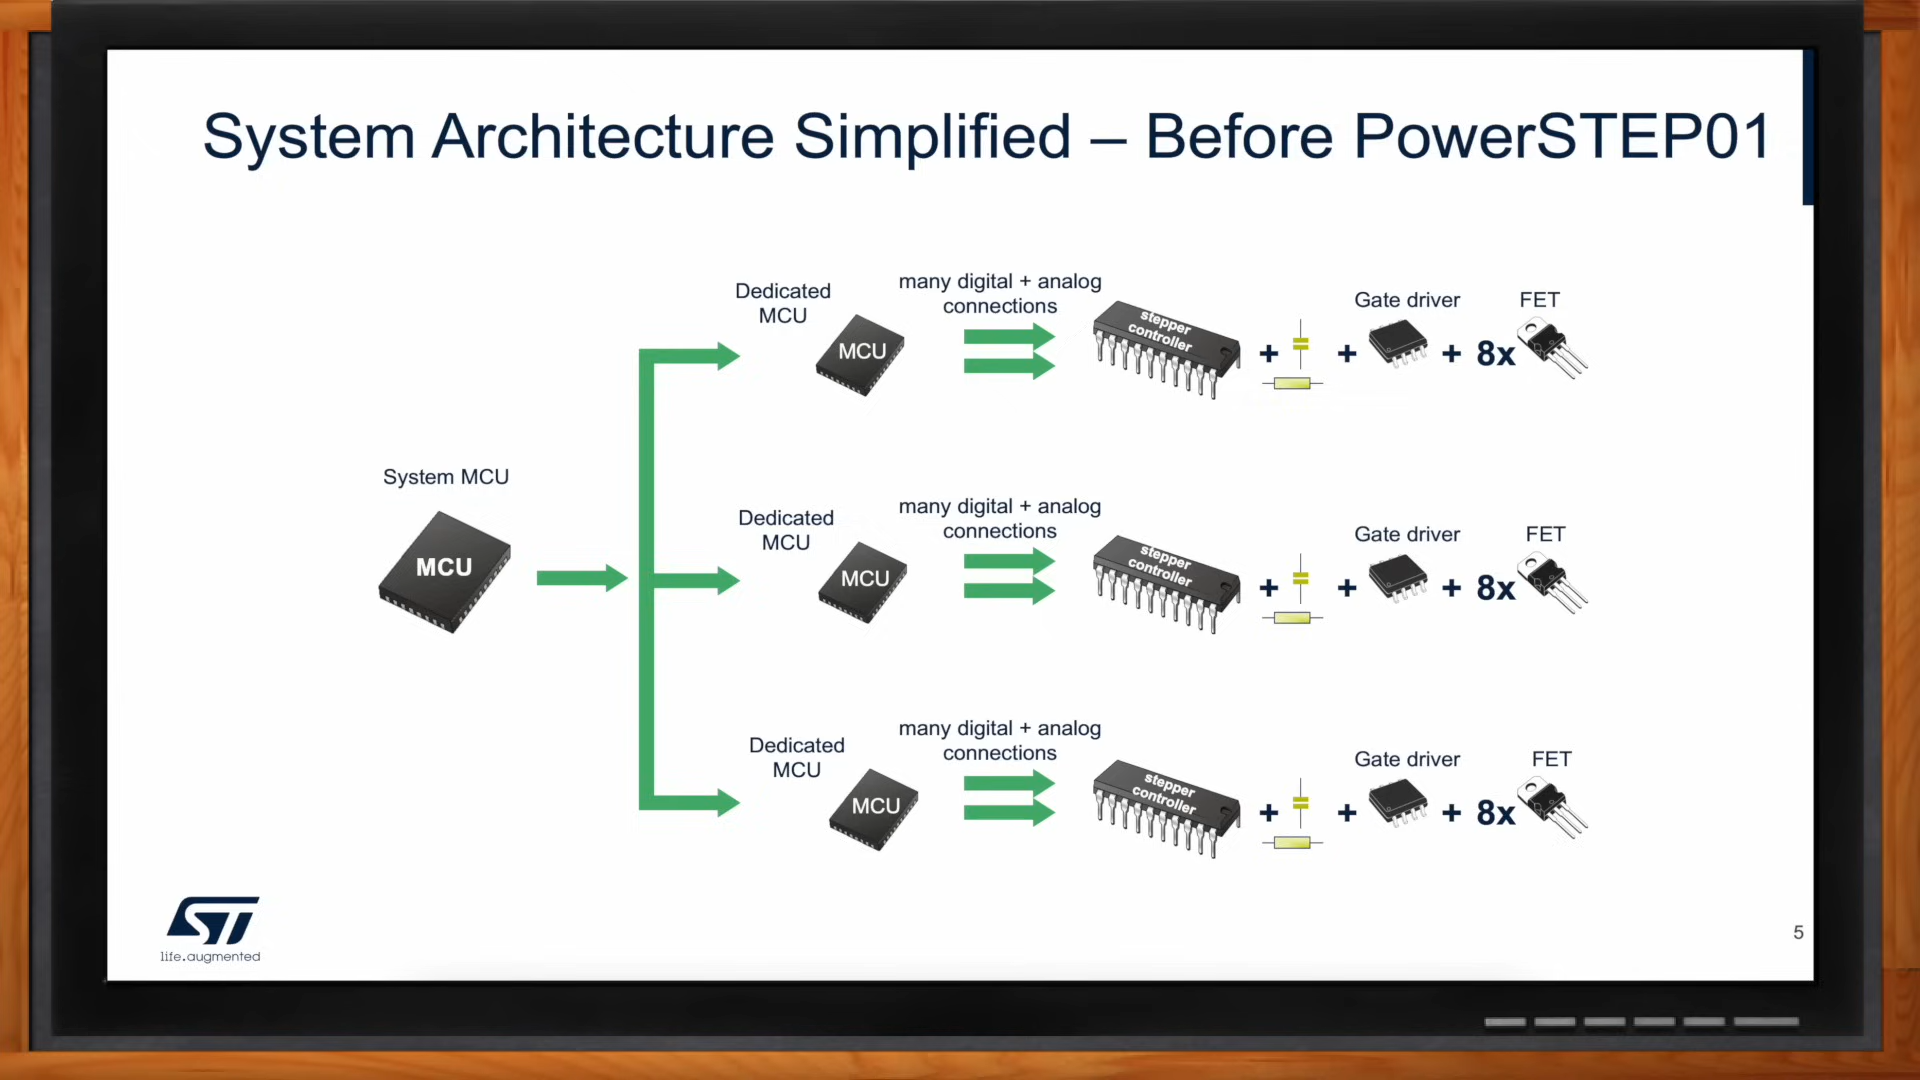 System Architecture Simplified – Before PowerSTEP01
Dedicated
MCU
many digital + analog
connections
Gate driver
FET
MCU
stepper
controller
+
+
+ 8x
System MCU
MCU
Dedicated
MCU
many digital + analog
connections
Gate driver
FET
MCU
stepper
controller
+
+
+ 8x
Dedicated
MCU
many digital + analog
connections
Gate driver
FET
MCU
stepper
controller
+
+
+ 8x
ST
life.augmented
5